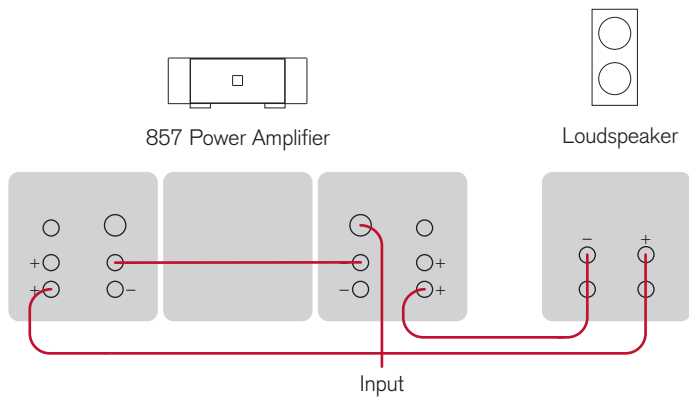 857 Power Amplifier
Loudspeaker
- +
+ - +
+ - - +
Input